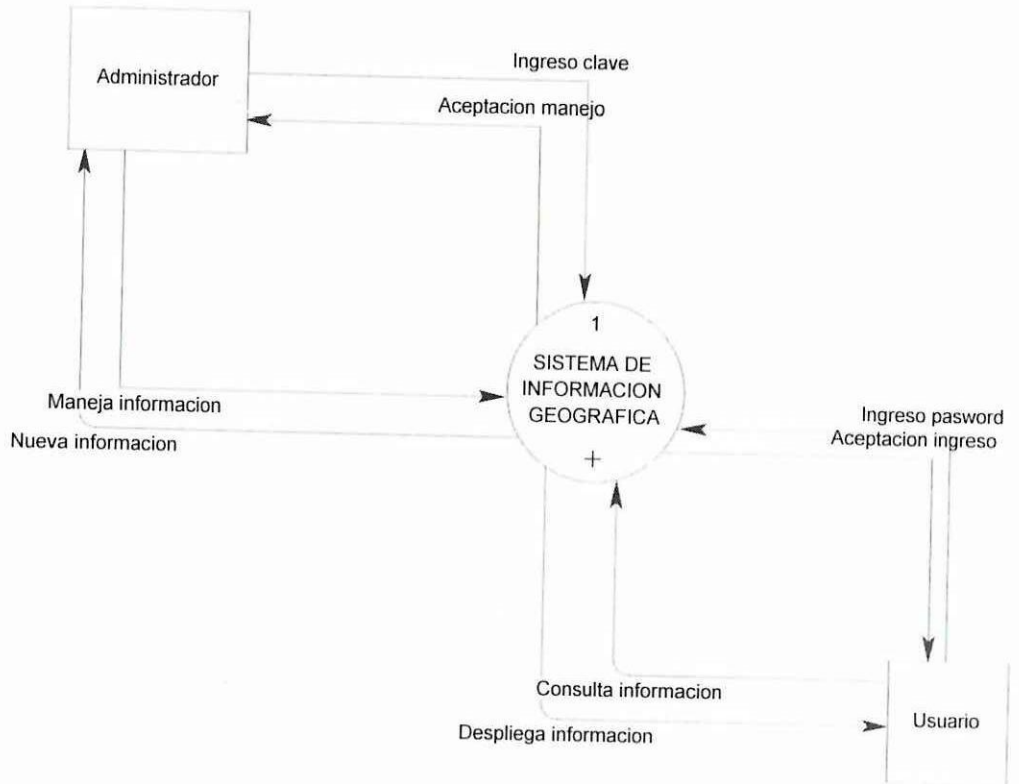 Administrador
Ingreso clave
Aceptacion manejo
1
SISTEMA DE
INFORMACION
GEOGRAFICA
+
Maneja informacion
Nueva informacion
Ingreso pasword
Aceptacion ingreso
Consulta informacion
Despliega informacion
Usuario